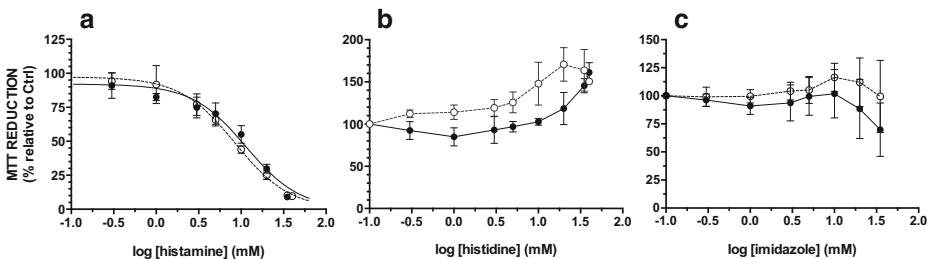 a
b
c
MTT REDUCTION
(% relative to Ctrl)
125
100
75
50
25
0
-1.0 -0.5 0.0 0.5 1.0 1.5 2.0
log [histamine] (mM)
200
150
100
50
0
-1.0 -0.5 0.0 0.5 1.0 1.5 2.0
log [histidine] (mM)
150
125
100
75
50
25
0
-1.0 -0.5 0.0 0.5 1.0 1.5 2.0
log [imidazole] (mM)